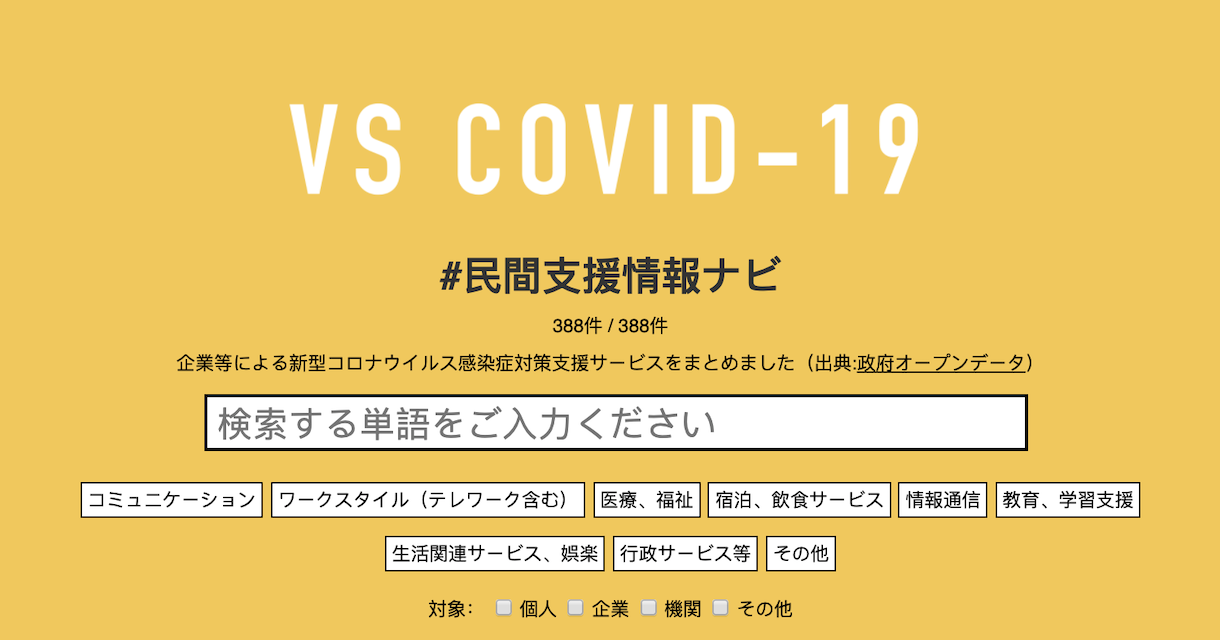 VS COVID-19
#民間支援情報ナビ
388件 / 388件
企業等による新型コロナウイルス感染症対策支援サービスをまとめました（出典:政府オープンデータ）
検索する単語をご入力ください
コミュニケーション ワークスタイル（テレワーク含む） 医療、福祉 宿泊、飲食サービス 情報通信 教育、学習支援
生活関連サービス、娯楽 行政サービス等 その他
対象： 個人 企業 機関 その他